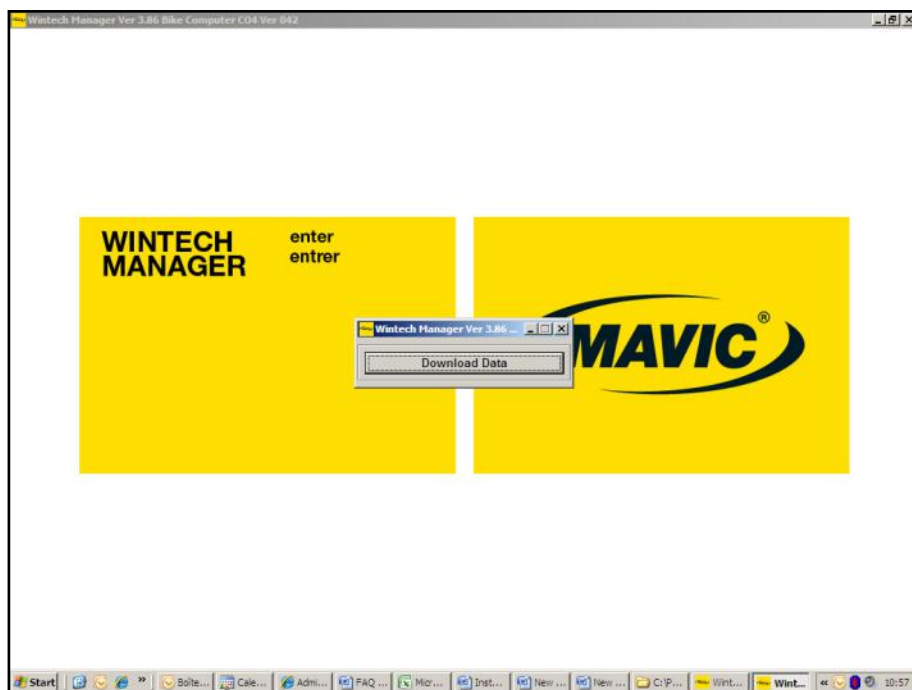 Wintech Manager Ver 3.86 Bike Computer CO4 Ver 042
WINTECH
MANAGER
enter
entrer
Wintech Manager Ver 3.86 ...
Download Data
MAVIC®
Start
»
Boîte...
Cale...
Admi...
FAQ ...
Micr...
Inst...
New ...
New ...
C:\P...
Wint...
Wint...
«
10:57